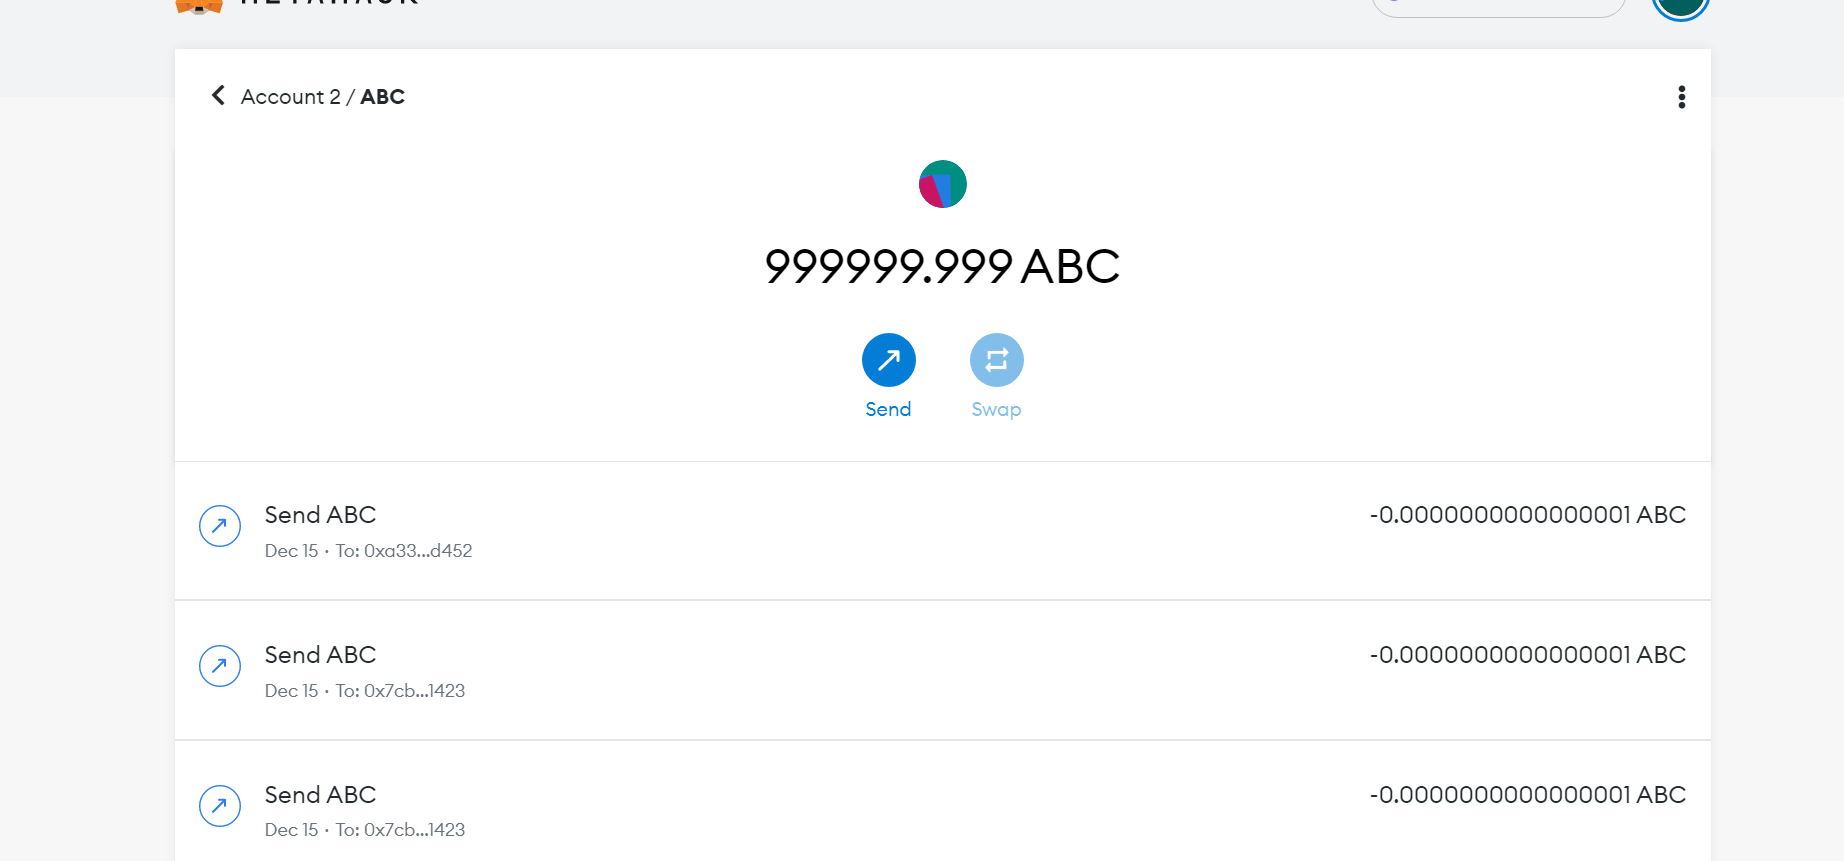 Account 2 / ABC
999999.999 ABC
Send Swap
Send ABC -0.0000000000000001 ABC
Dec 15 · To: 0xa33...d452
Send ABC -0.0000000000000001 ABC
Dec 15 · To: 0x7cb...1423
Send ABC -0.0000000000000001 ABC
Dec 15 · To: 0x7cb...1423